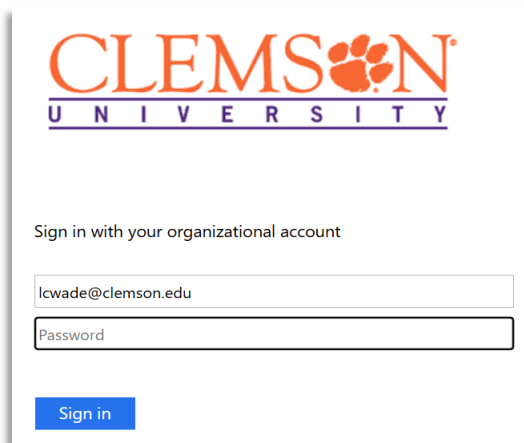 CLEMSON
UNIVERSITY
Sign in with your organizational account
lcwade@clemson.edu
Password
Sign in